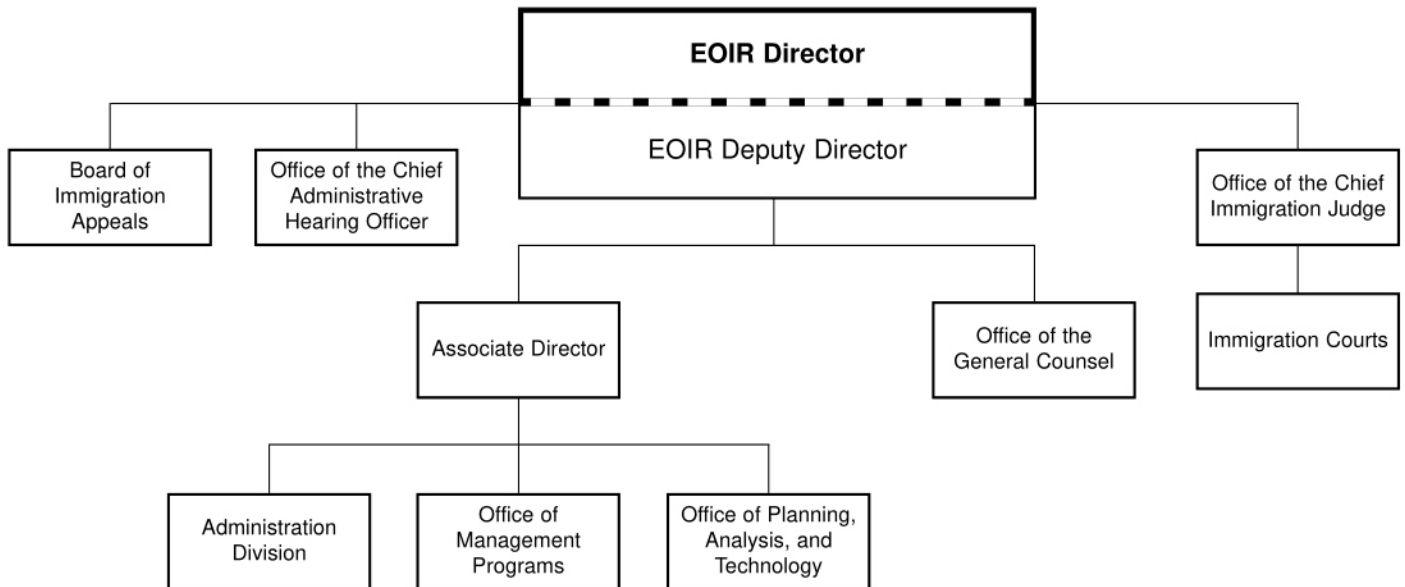 EOIR Director
EOIR Deputy Director
Board of
Immigration
Appeals
Office of the Chief
Administrative
Hearing Officer
Office of the Chief
Immigration Judge
Associate Director
Office of the
General Counsel
Immigration Courts
Administration
Division
Office of
Management
Programs
Office of Planning,
Analysis, and
Technology